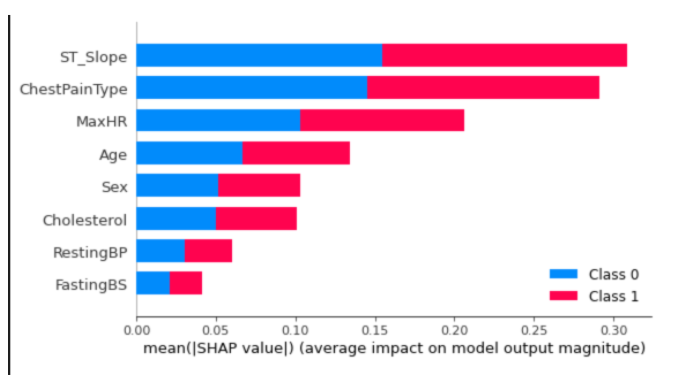 ST_Slope
ChestPainType
MaxHR
Age
Sex
Cholesterol
RestingBP
FastingBS
Class 0
Class 1
0.00 0.05 0.10 0.15 0.20 0.25 0.30
mean(|SHAP value|) (average impact on model output magnitude)